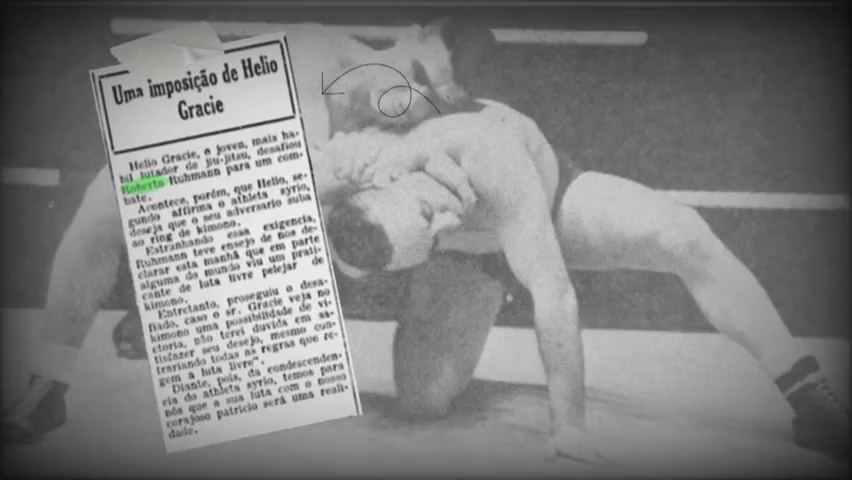 Uma imposição de Helio
Gracie
Helio Gracie, o joven, mais ha-
bil lutador de jiu-jitsu, desafiou
Roberto Ruhmann para um com-
bate.
Acontece, porém, que Helio, se-
gundo affirma o athleta syrio,
deseja que o seu adversario suba
ao ring de kimono.
Estranhando essa exigencia,
Ruhmann teve ensejo de nos de-
clarar esta manhã que em parte
alguma do mundo viu um prati-
cante de luta livre pelejar de
kimono.
Entretanto, proseguiu o desa-
fiado, caso o sr. Gracie veja no
kimono uma possibilidade de vi-
ctoria, não terei duvida em sa-
tisfazer seu desejo, mesmo con-
trariando todas as regras que re-
gem a luta livre".
Diante, pois, da condescenden-
cia do athleta syrio, temos para
nós que a sua luta com o nosso
corajoso patricio será uma reali-
dade.